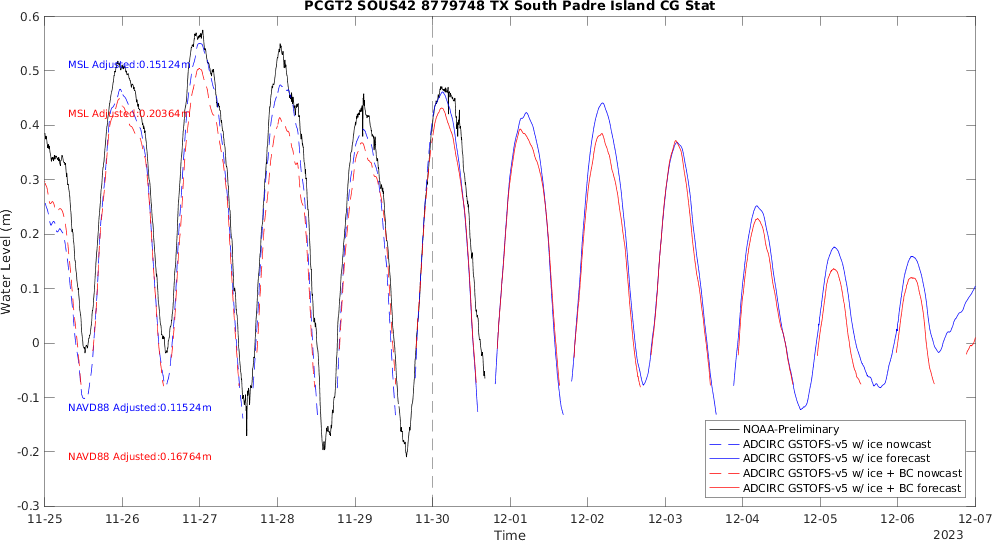 PCGT2 SOUS42 8779748 TX South Padre Island CG Stat
Water Level (m)
0.6
0.5
0.4
0.3
0.2
0.1
0
-0.1
-0.2
-0.3
MSL Adjusted:0.15124m
MSL Adjusted:0.20364m
NAVD88 Adjusted:0.11524m
NAVD88 Adjusted:0.16764m
NOAA-Preliminary
ADCIRC GSTOFS-v5 w/ ice nowcast
ADCIRC GSTOFS-v5 w/ ice forecast
ADCIRC GSTOFS-v5 w/ ice + BC nowcast
ADCIRC GSTOFS-v5 w/ ice + BC forecast
11-25 11-26 11-27 11-28 11-29 11-30 12-01 12-02 12-03 12-04 12-05 12-06 12-07
Time
2023